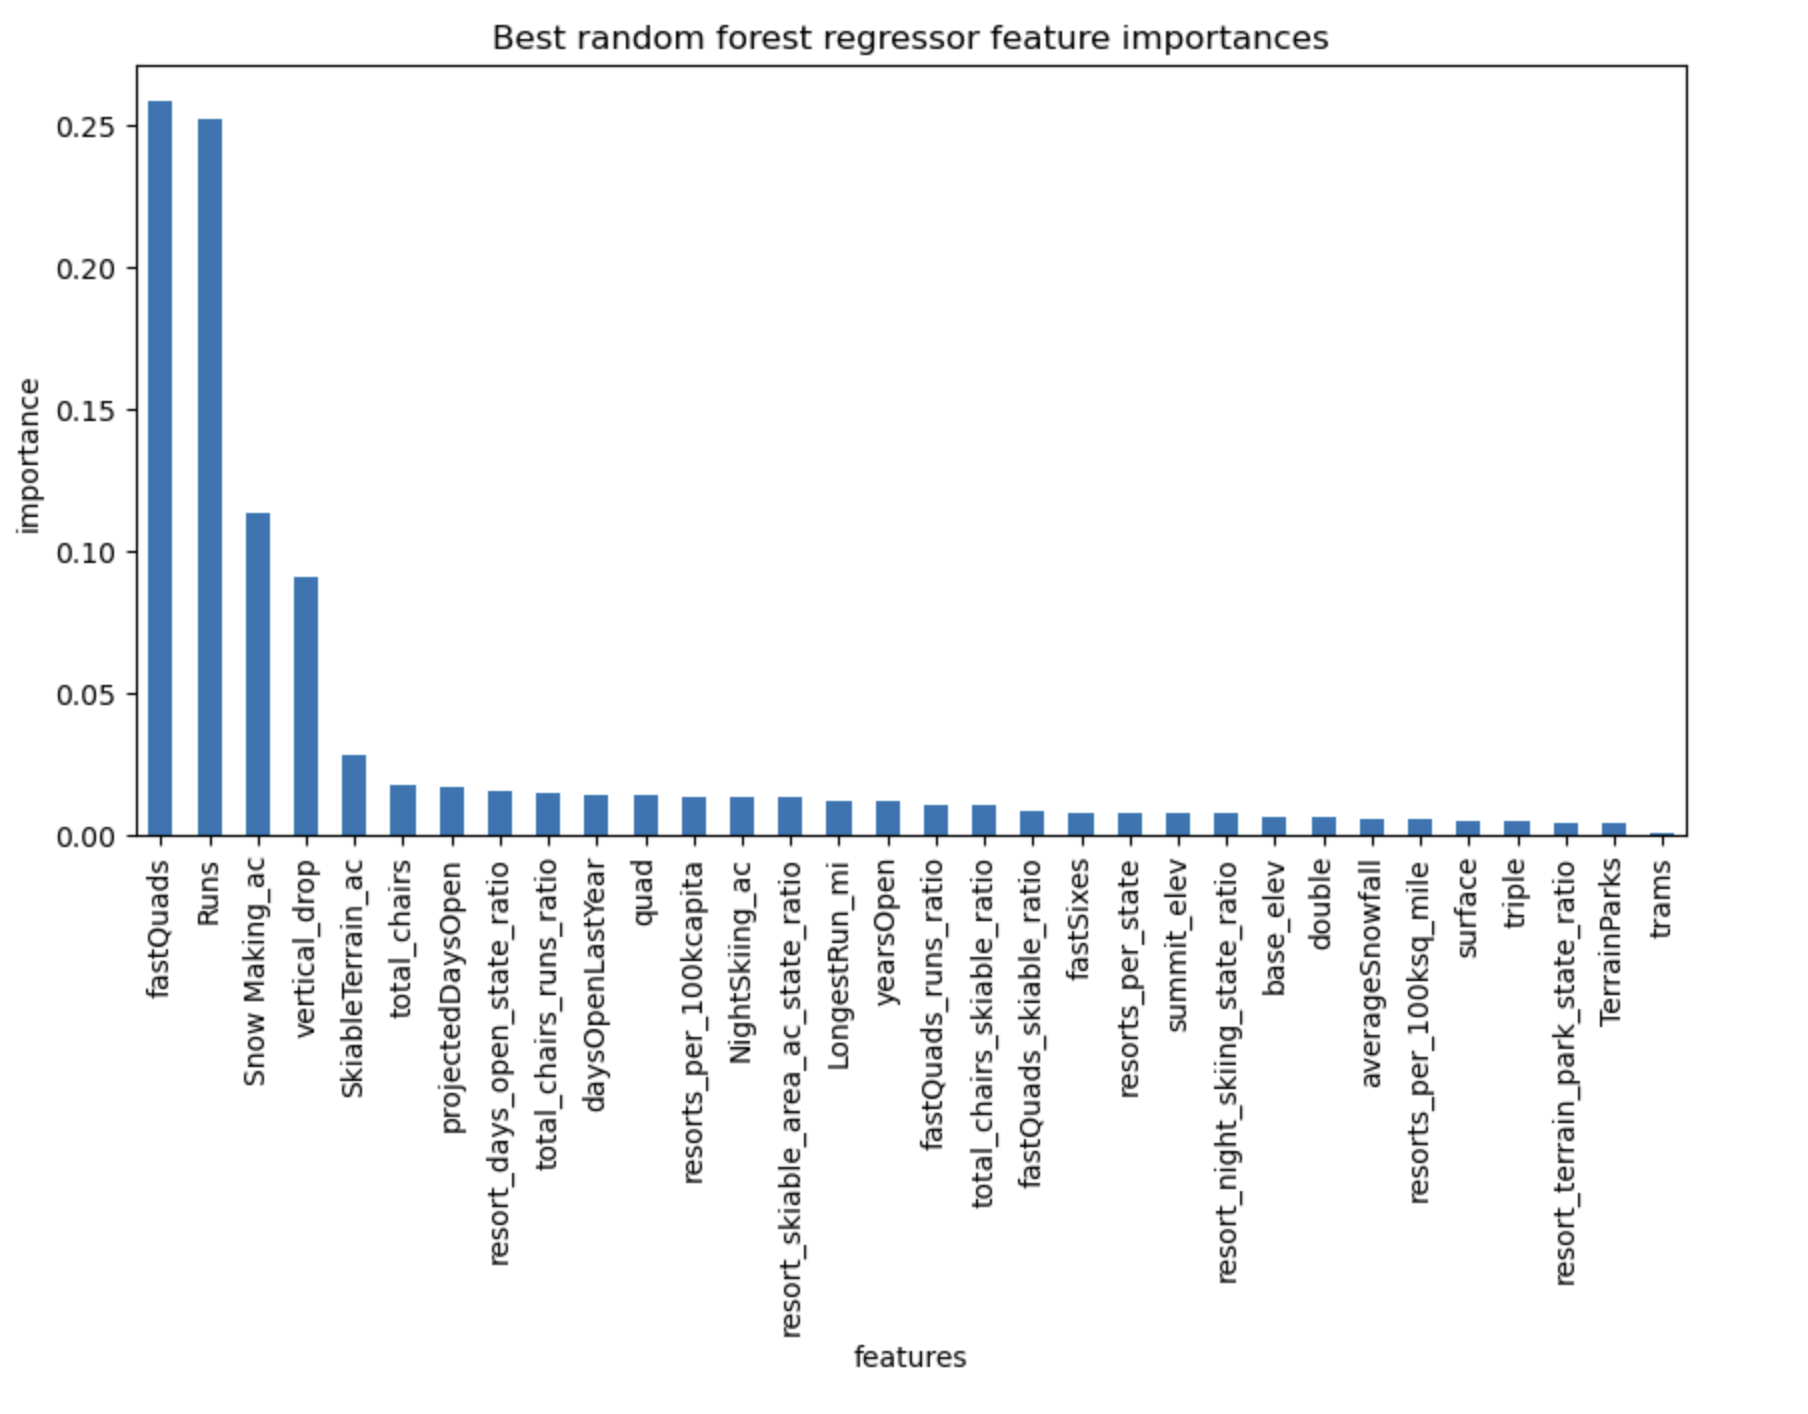 Best random forest regressor feature importances
0.25
0.20
0.15
0.10
0.05
0.00
importance
fastQuads
Runs
Snow Making_ac
vertical_drop
SkiableTerrain_ac
total_chairs
projectedDaysOpen
resort_days_open_state_ratio
total_chairs_runs_ratio
daysOpenLastYear
quad
resorts_per_100kcapita
NightSkiing_ac
resort_skiable_area_ac_state_ratio
LongestRun_mi
yearsOpen
fastQuads_runs_ratio
total_chairs_skiable_ratio
fastQuads_skiable_ratio
fastSixes
resorts_per_state
summit_elev
resort_night_skiing_state_ratio
base_elev
double
averageSnowfall
resorts_per_100ksq_mile
surface
triple
resort_terrain_park_state_ratio
TerrainParks
trams
features